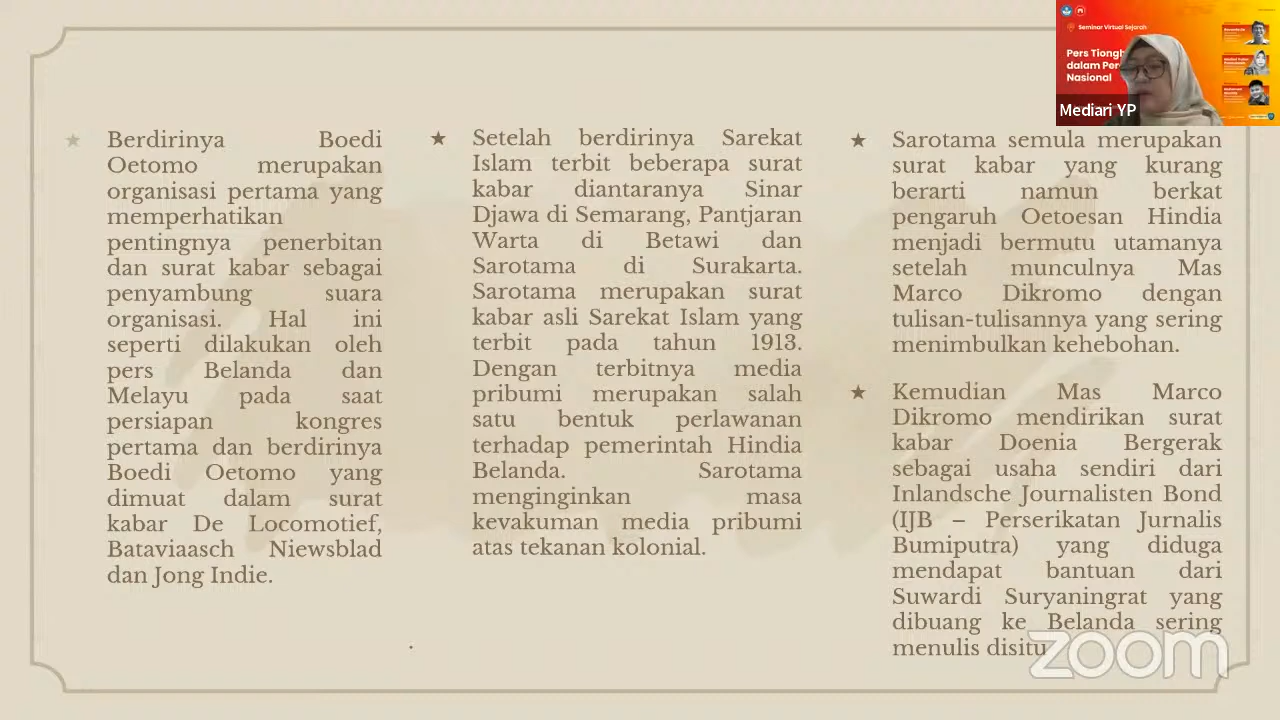 Berdirinya Boedi
Oetomo merupakan
organisasi pertama yang
memperhatikan
pentingnya penerbitan
dan surat kabar sebagai
penyambung suara
organisasi. Hal ini
seperti dilakukan oleh
pers Belanda dan
Melayu pada saat
persiapan kongres
pertama dan berdirinya
Boedi Oetomo yang
dimuat dalam surat
kabar De Locomotief,
Bataviaasch Niewsblad
dan Jong Indie.
Setelah berdirinya Sarekat
Islam terbit beberapa surat
kabar diantaranya Sinar
Djawa di Semarang, Pantjaran
Warta di Betawi dan
Sarotama di Surakarta.
Sarotama merupakan surat
kabar asli Sarekat Islam yang
terbit pada tahun 1913.
Dengan terbitnya media
pribumi merupakan salah
satu bentuk perlawanan
terhadap pemerintah Hindia
Belanda. Sarotama
menginginkan masa
kevakuman media pribumi
atas tekanan kolonial.
Sarotama semula merupakan
surat kabar yang kurang
berarti namun berkat
pengaruh Oetoesan Hindia
menjadi bermutu utamanya
setelah munculnya Mas
Marco Dikromo dengan
tulisan-tulisannya yang sering
menimbulkan kehebohan.
Kemudian Mas Marco
Dikromo mendirikan surat
kabar Doenia Bergerak
sebagai usaha sendiri dari
Inlandsche Journalisten Bond
(IJB – Perserikatan Jurnalis
Bumiputra) yang diduga
mendapat bantuan dari
Suwardi Suryaningrat yang
dibuang ke Belanda sering
menulis disitu
Seminar Virtual Sejarah
Pers Tiongh
dalam Per
Nasional
Mediari YP
zoom